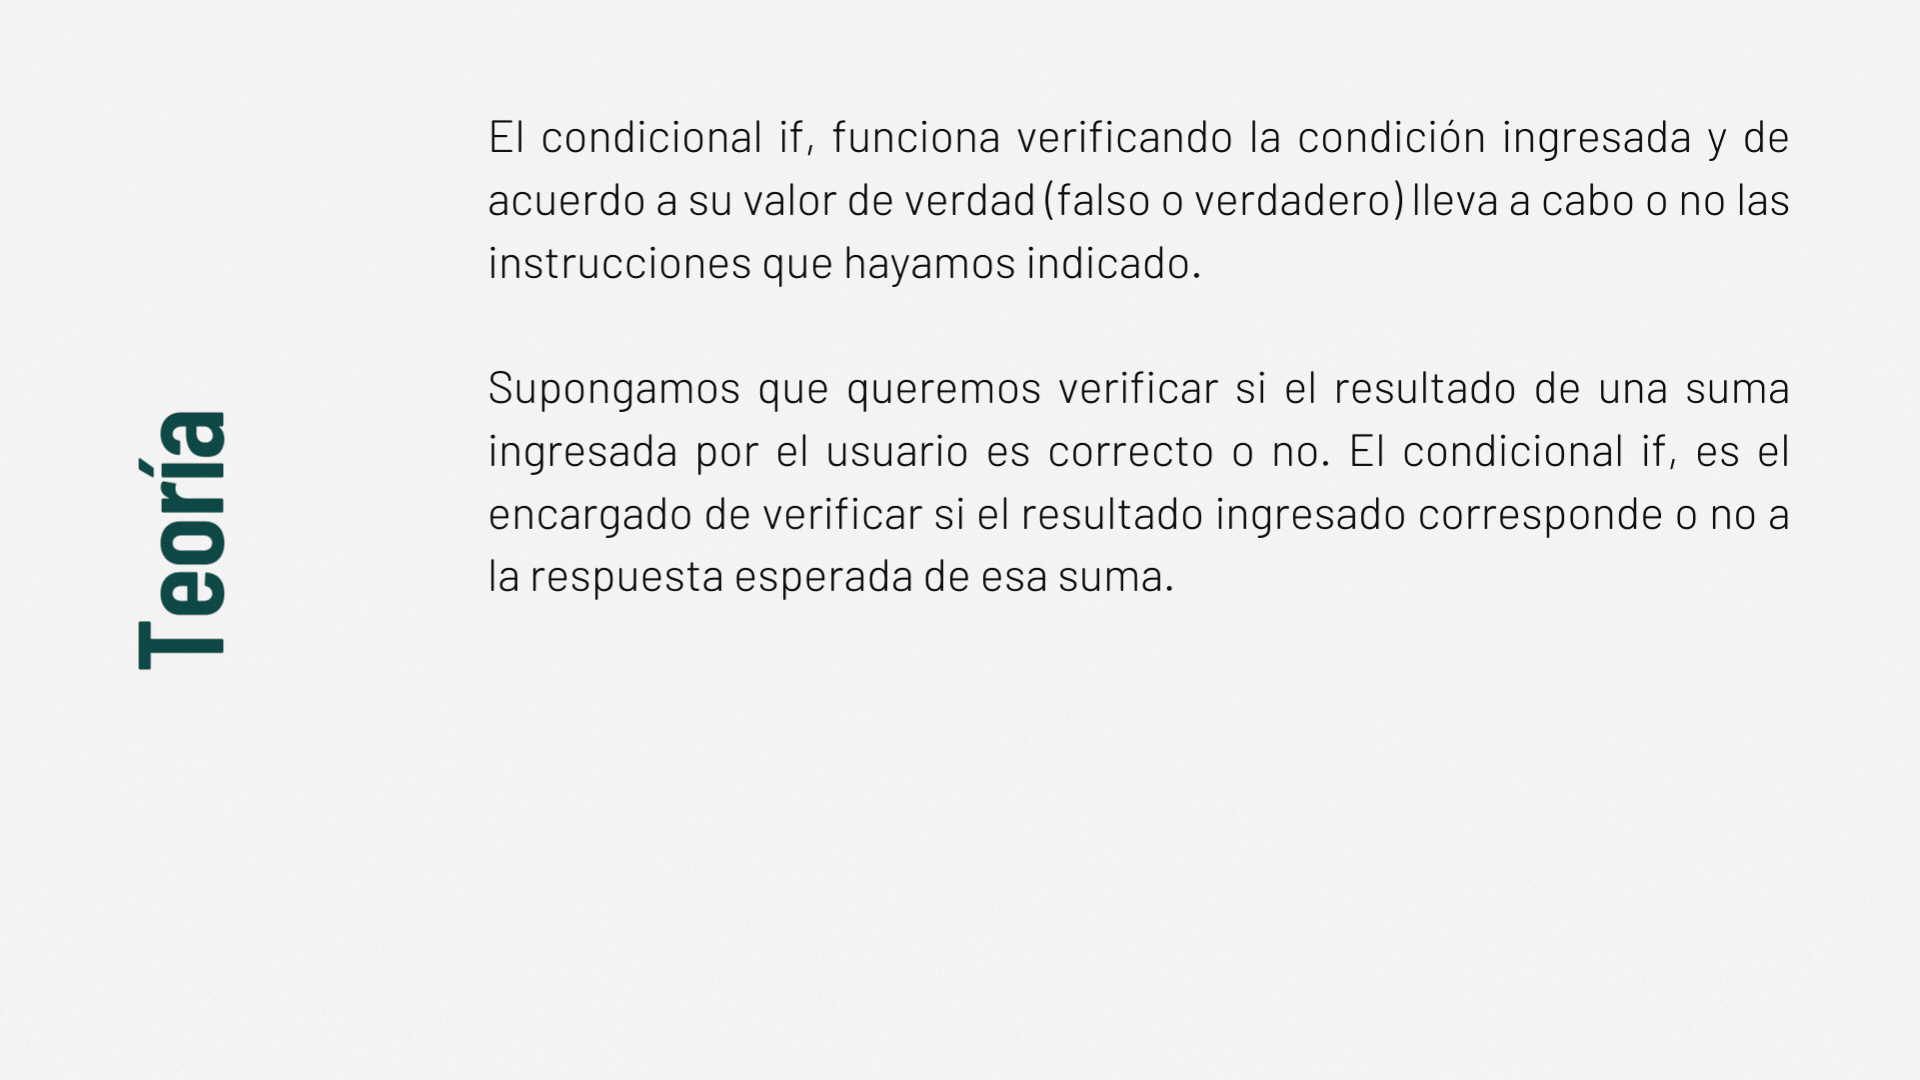 Teoría
El condicional if, funciona verificando la condición ingresada y de
acuerdo a su valor de verdad (falso o verdadero) lleva a cabo o no las
instrucciones que hayamos indicado.
Supongamos que queremos verificar si el resultado de una suma
ingresada por el usuario es correcto o no. El condicional if, es el
encargado de verificar si el resultado ingresado corresponde o no a
la respuesta esperada de esa suma.